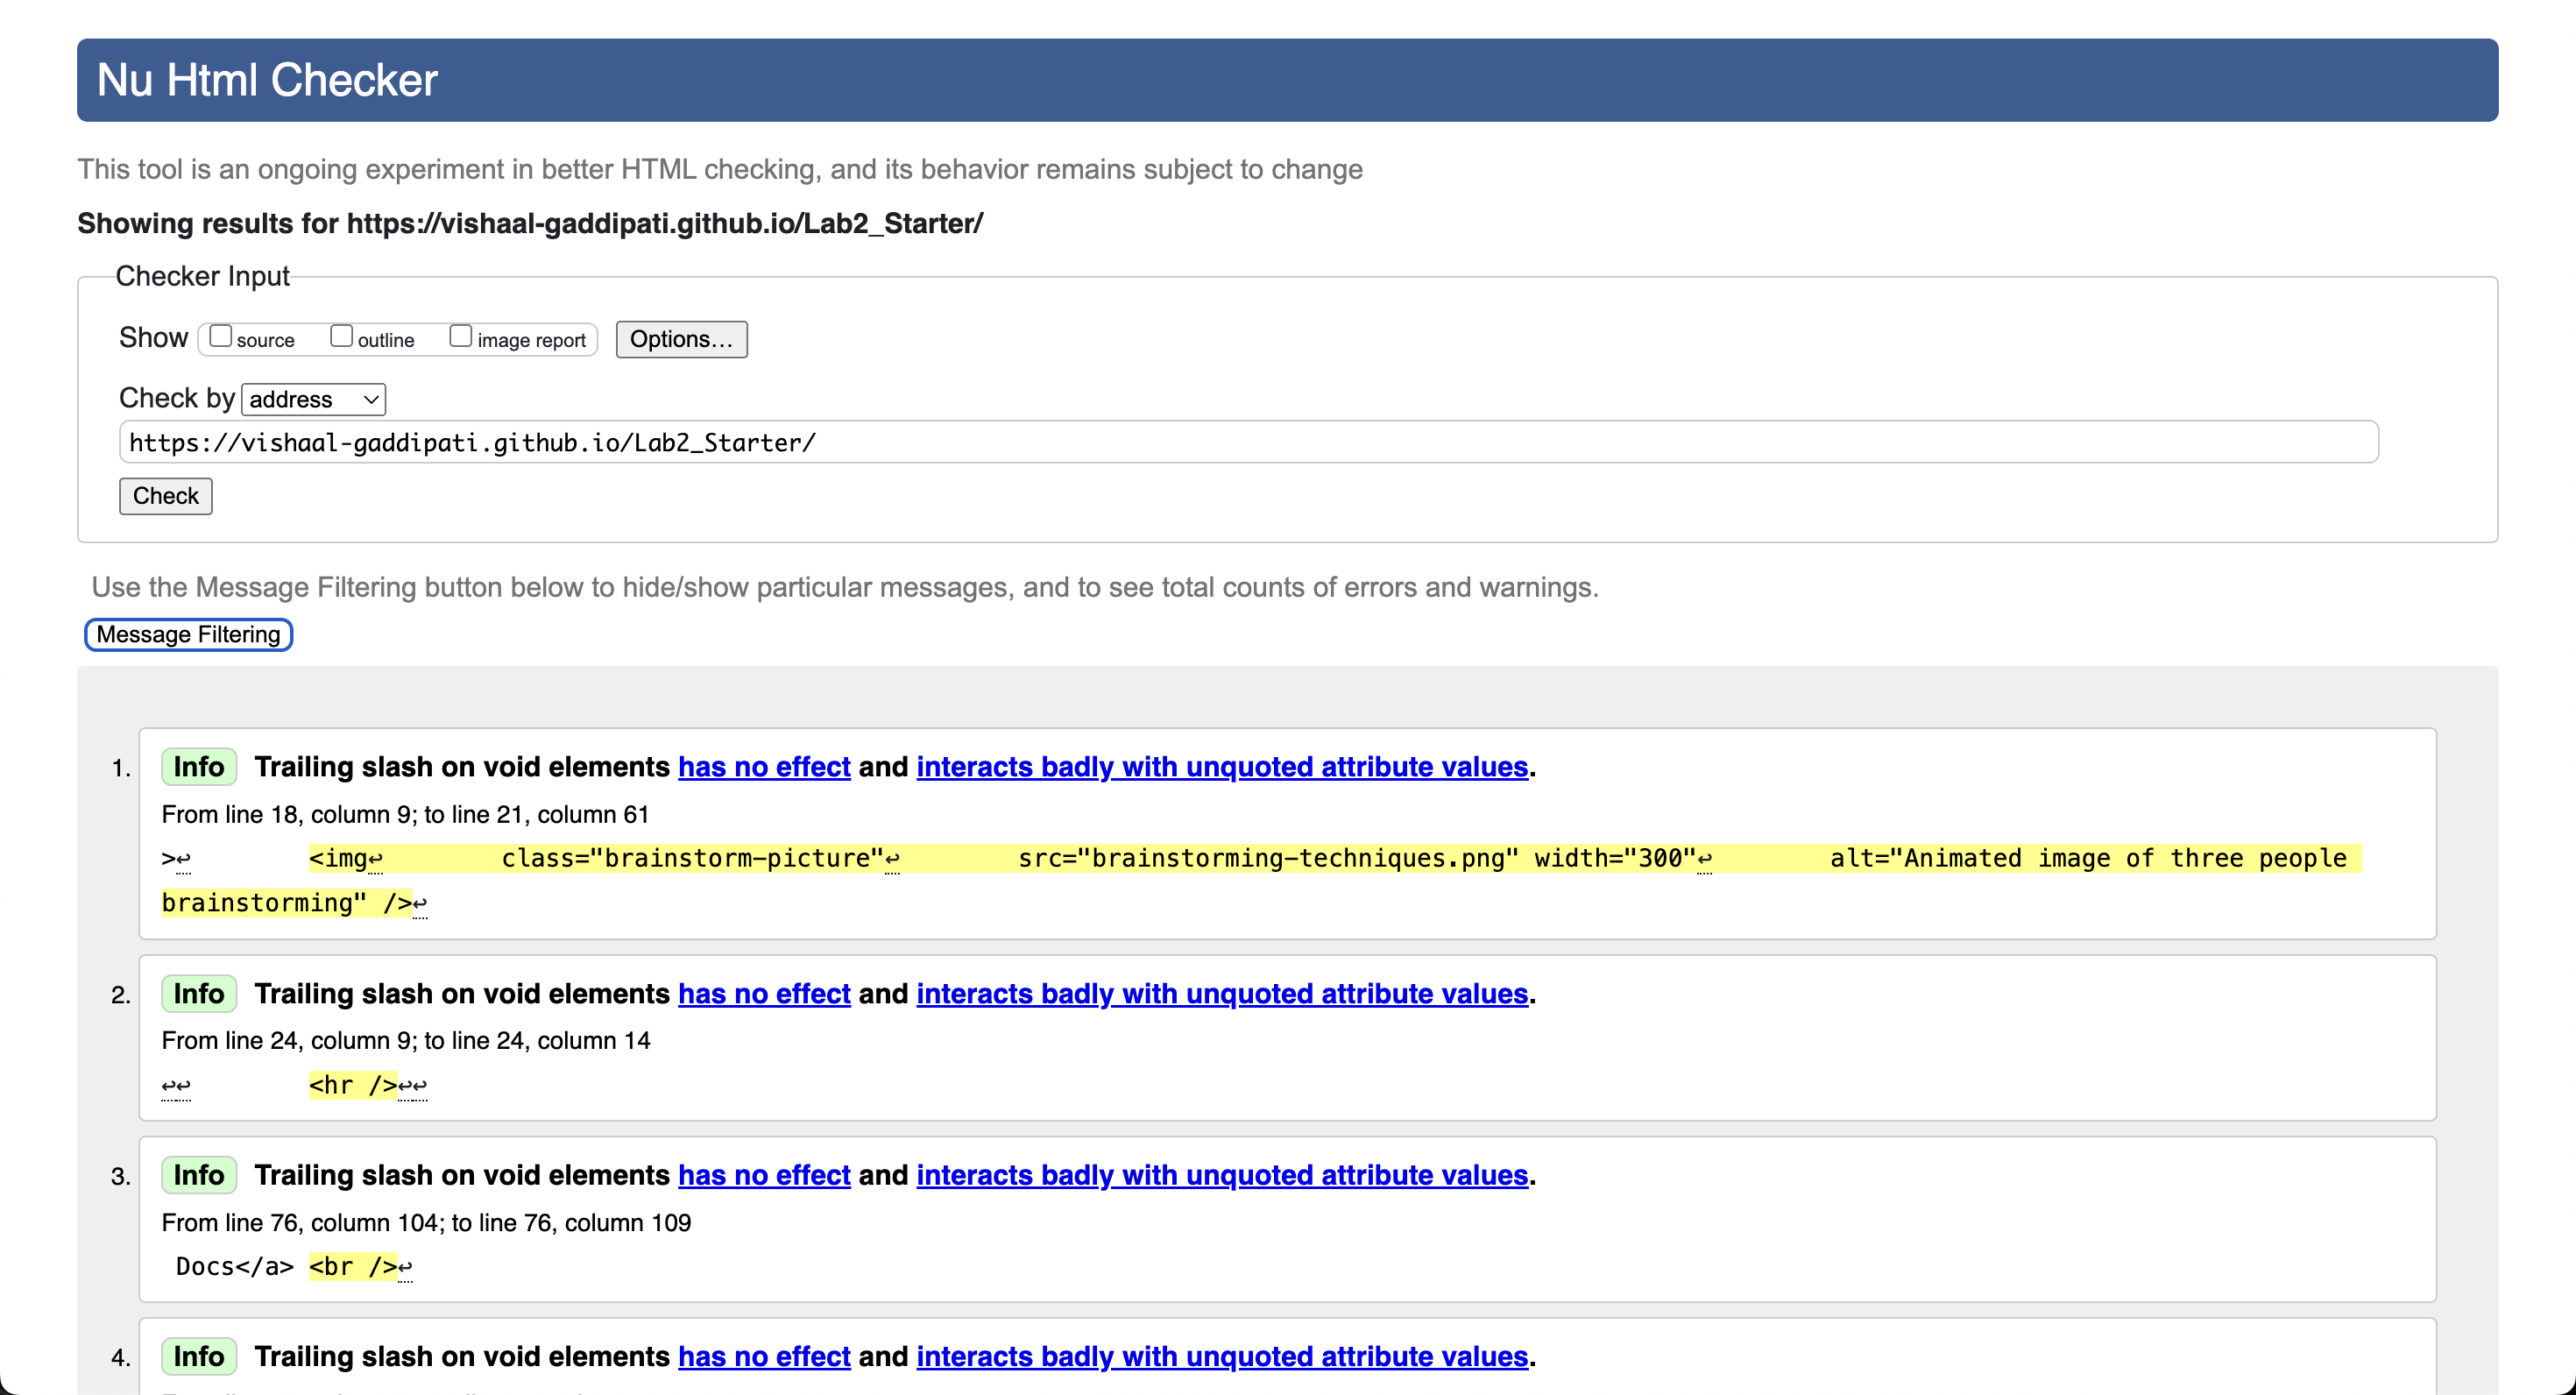 Nu Html Checker
This tool is an ongoing experiment in better HTML checking, and its behavior remains subject to change
Showing results for https://vishaal-gaddipati.github.io/Lab2_Starter/
Checker Input
Show source outline image report Options...
Check by address
https://vishaal-gaddipati.github.io/Lab2_Starter/
Check
Use the Message Filtering button below to hide/show particular messages, and to see total counts of errors and warnings.
Message Filtering
1. Info Trailing slash on void elements has no effect and interacts badly with unquoted attribute values.
From line 18, column 9; to line 21, column 61
>↩ <img↩ class="brainstorm-picture"↩ src="brainstorming-techniques.png" width="300"↩ alt="Animated image of three people
brainstorming" />↩
2. Info Trailing slash on void elements has no effect and interacts badly with unquoted attribute values.
From line 24, column 9; to line 24, column 14
↩↩ <hr />↩↩
3. Info Trailing slash on void elements has no effect and interacts badly with unquoted attribute values.
From line 76, column 104; to line 76, column 109
Docs</a> <br />↩
4. Info Trailing slash on void elements has no effect and interacts badly with unquoted attribute values.